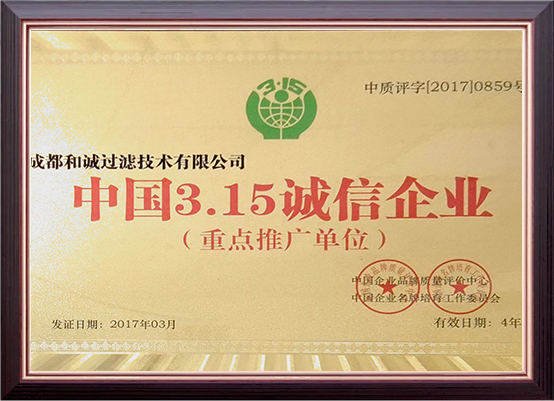 3·15
中质评字[2017]0859号
成都和诚过滤技术有限公司
中国3.15诚信企业
(重点推广单位)
中国企业品牌质量评价中心
中国企业名牌培育工作委员会
发证日期：2017年03月
有效日期：4年